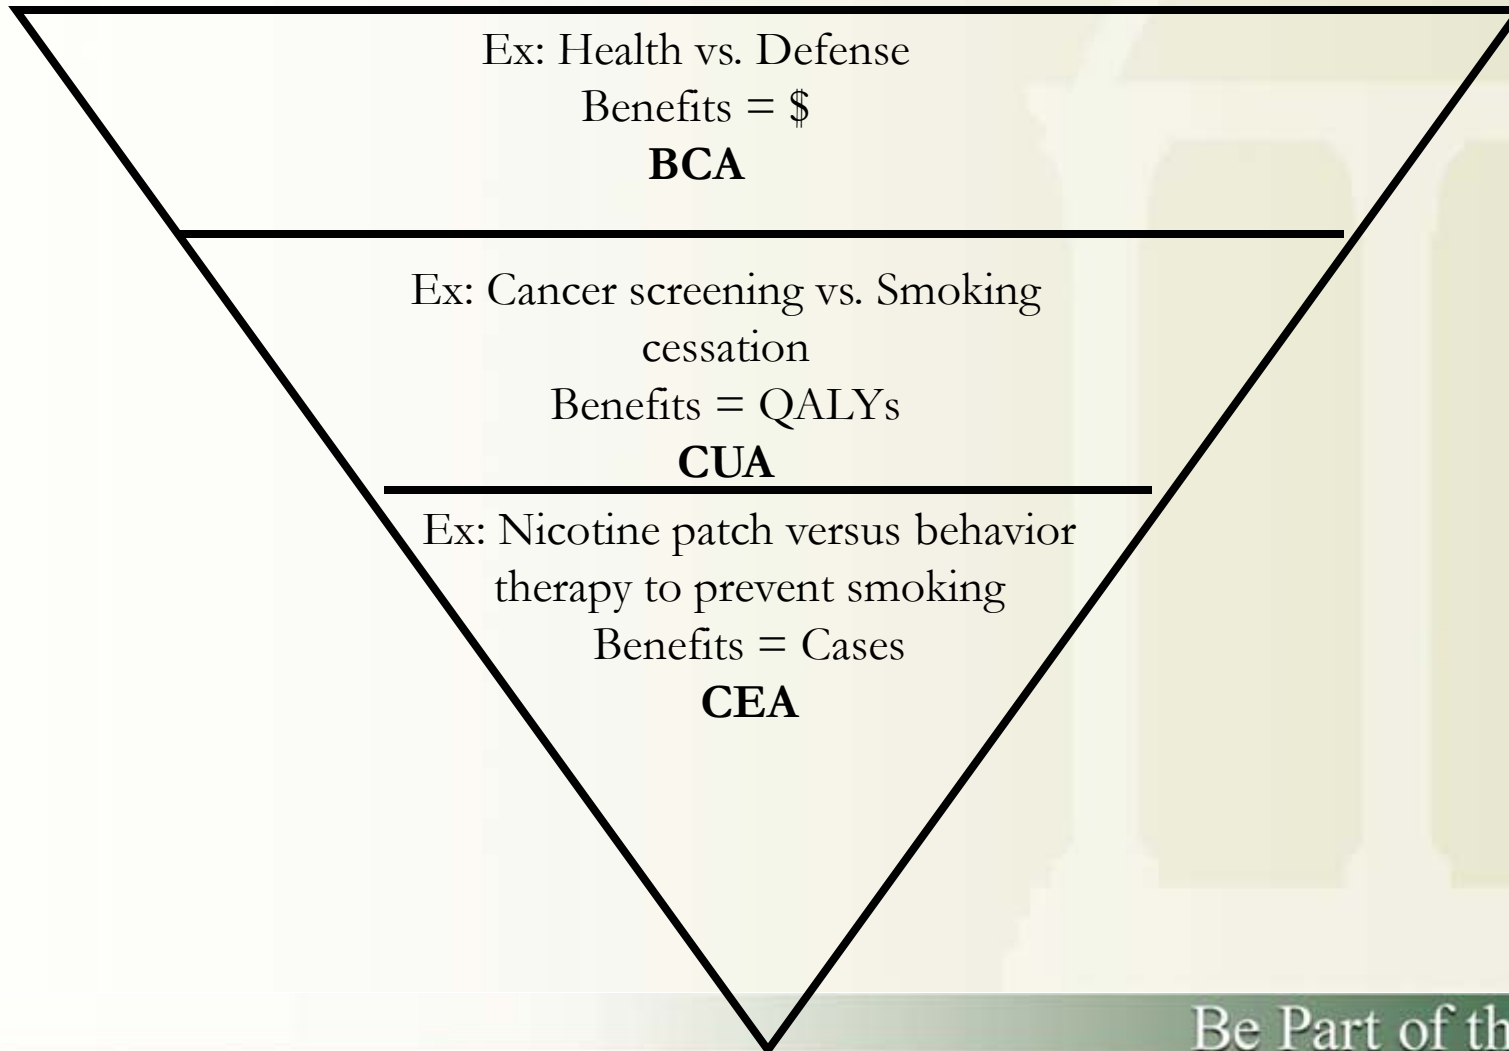 Ex: Health vs. Defense
Benefits = $
BCA
Ex: Cancer screening vs. Smoking
cessation
Benefits = QALYs
CUA
Ex: Nicotine patch versus behavior
therapy to prevent smoking
Benefits = Cases
CEA
Be Part of